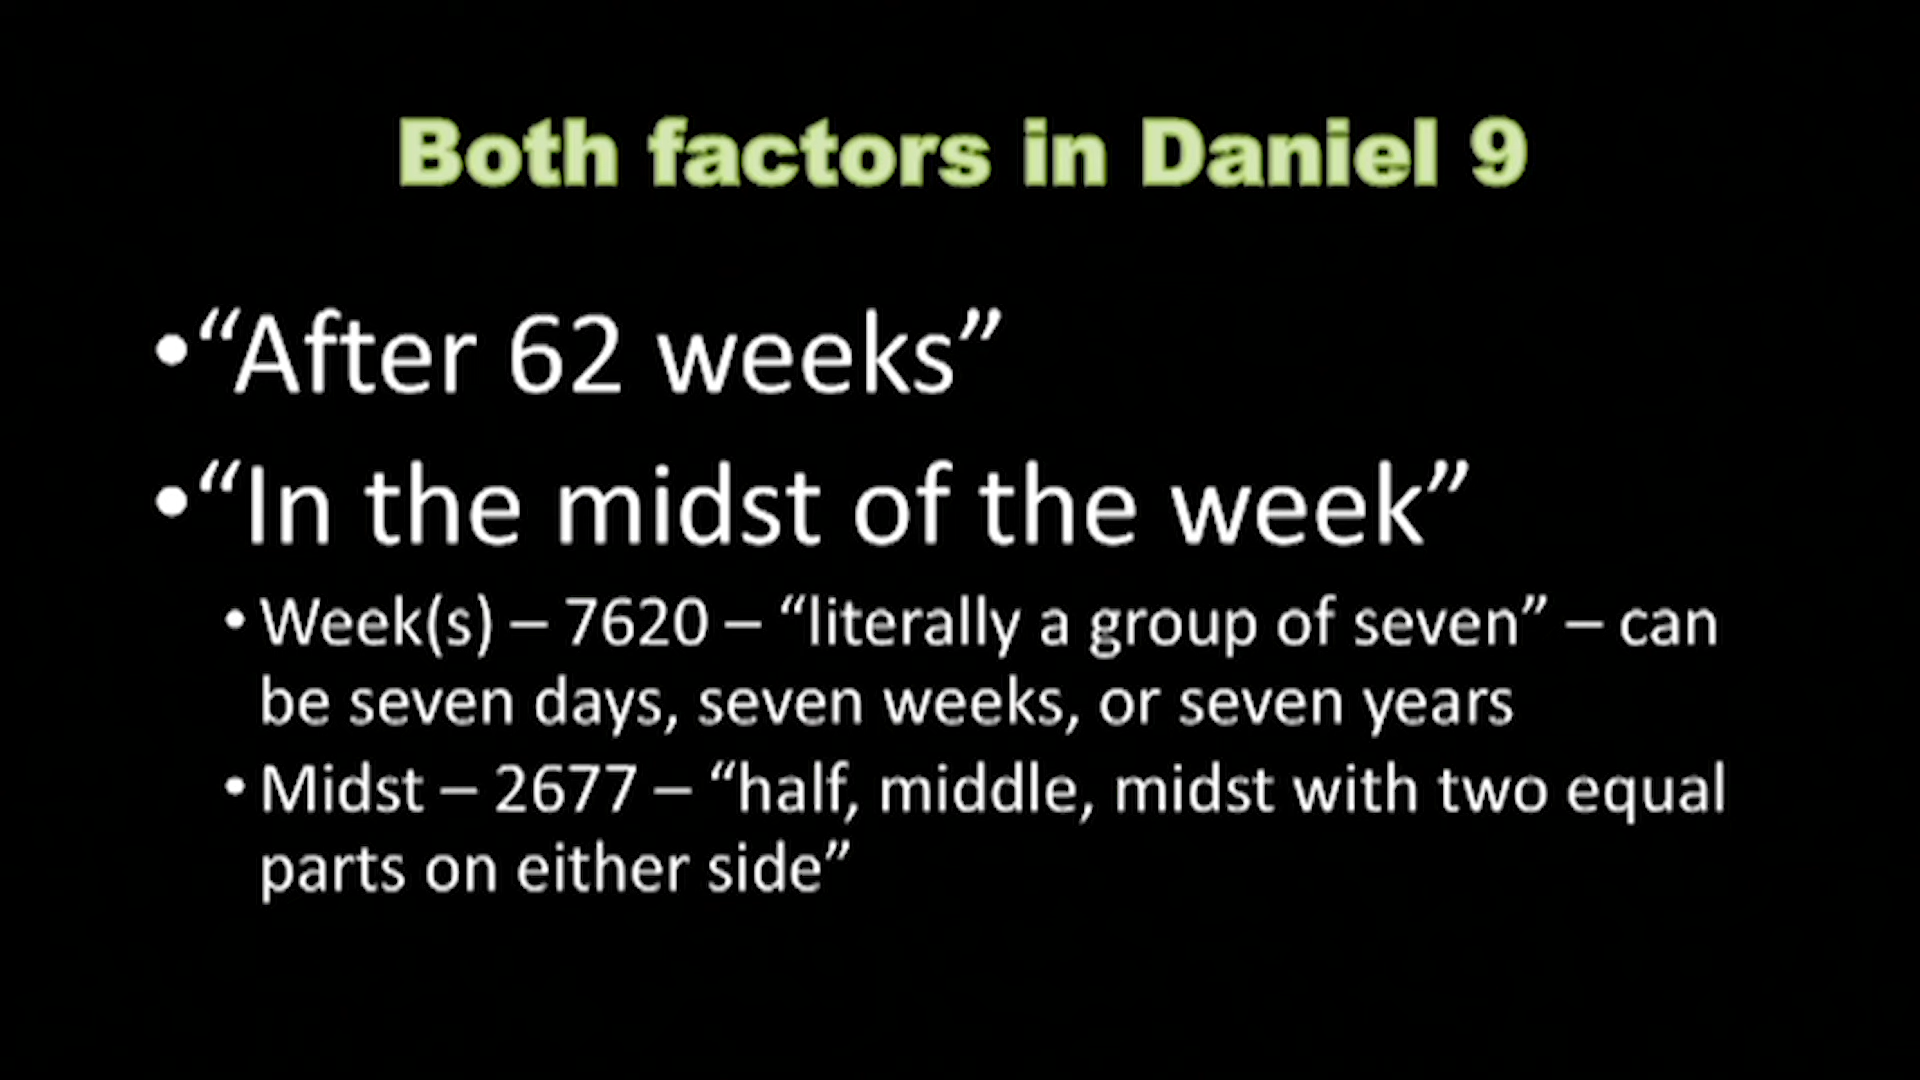 Both factors in Daniel 9
•“After 62 weeks”
•“In the midst of the week”
• Week(s) – 7620 – “literally a group of seven” – can
be seven days, seven weeks, or seven years
• Midst – 2677 – “half, middle, midst with two equal
parts on either side”